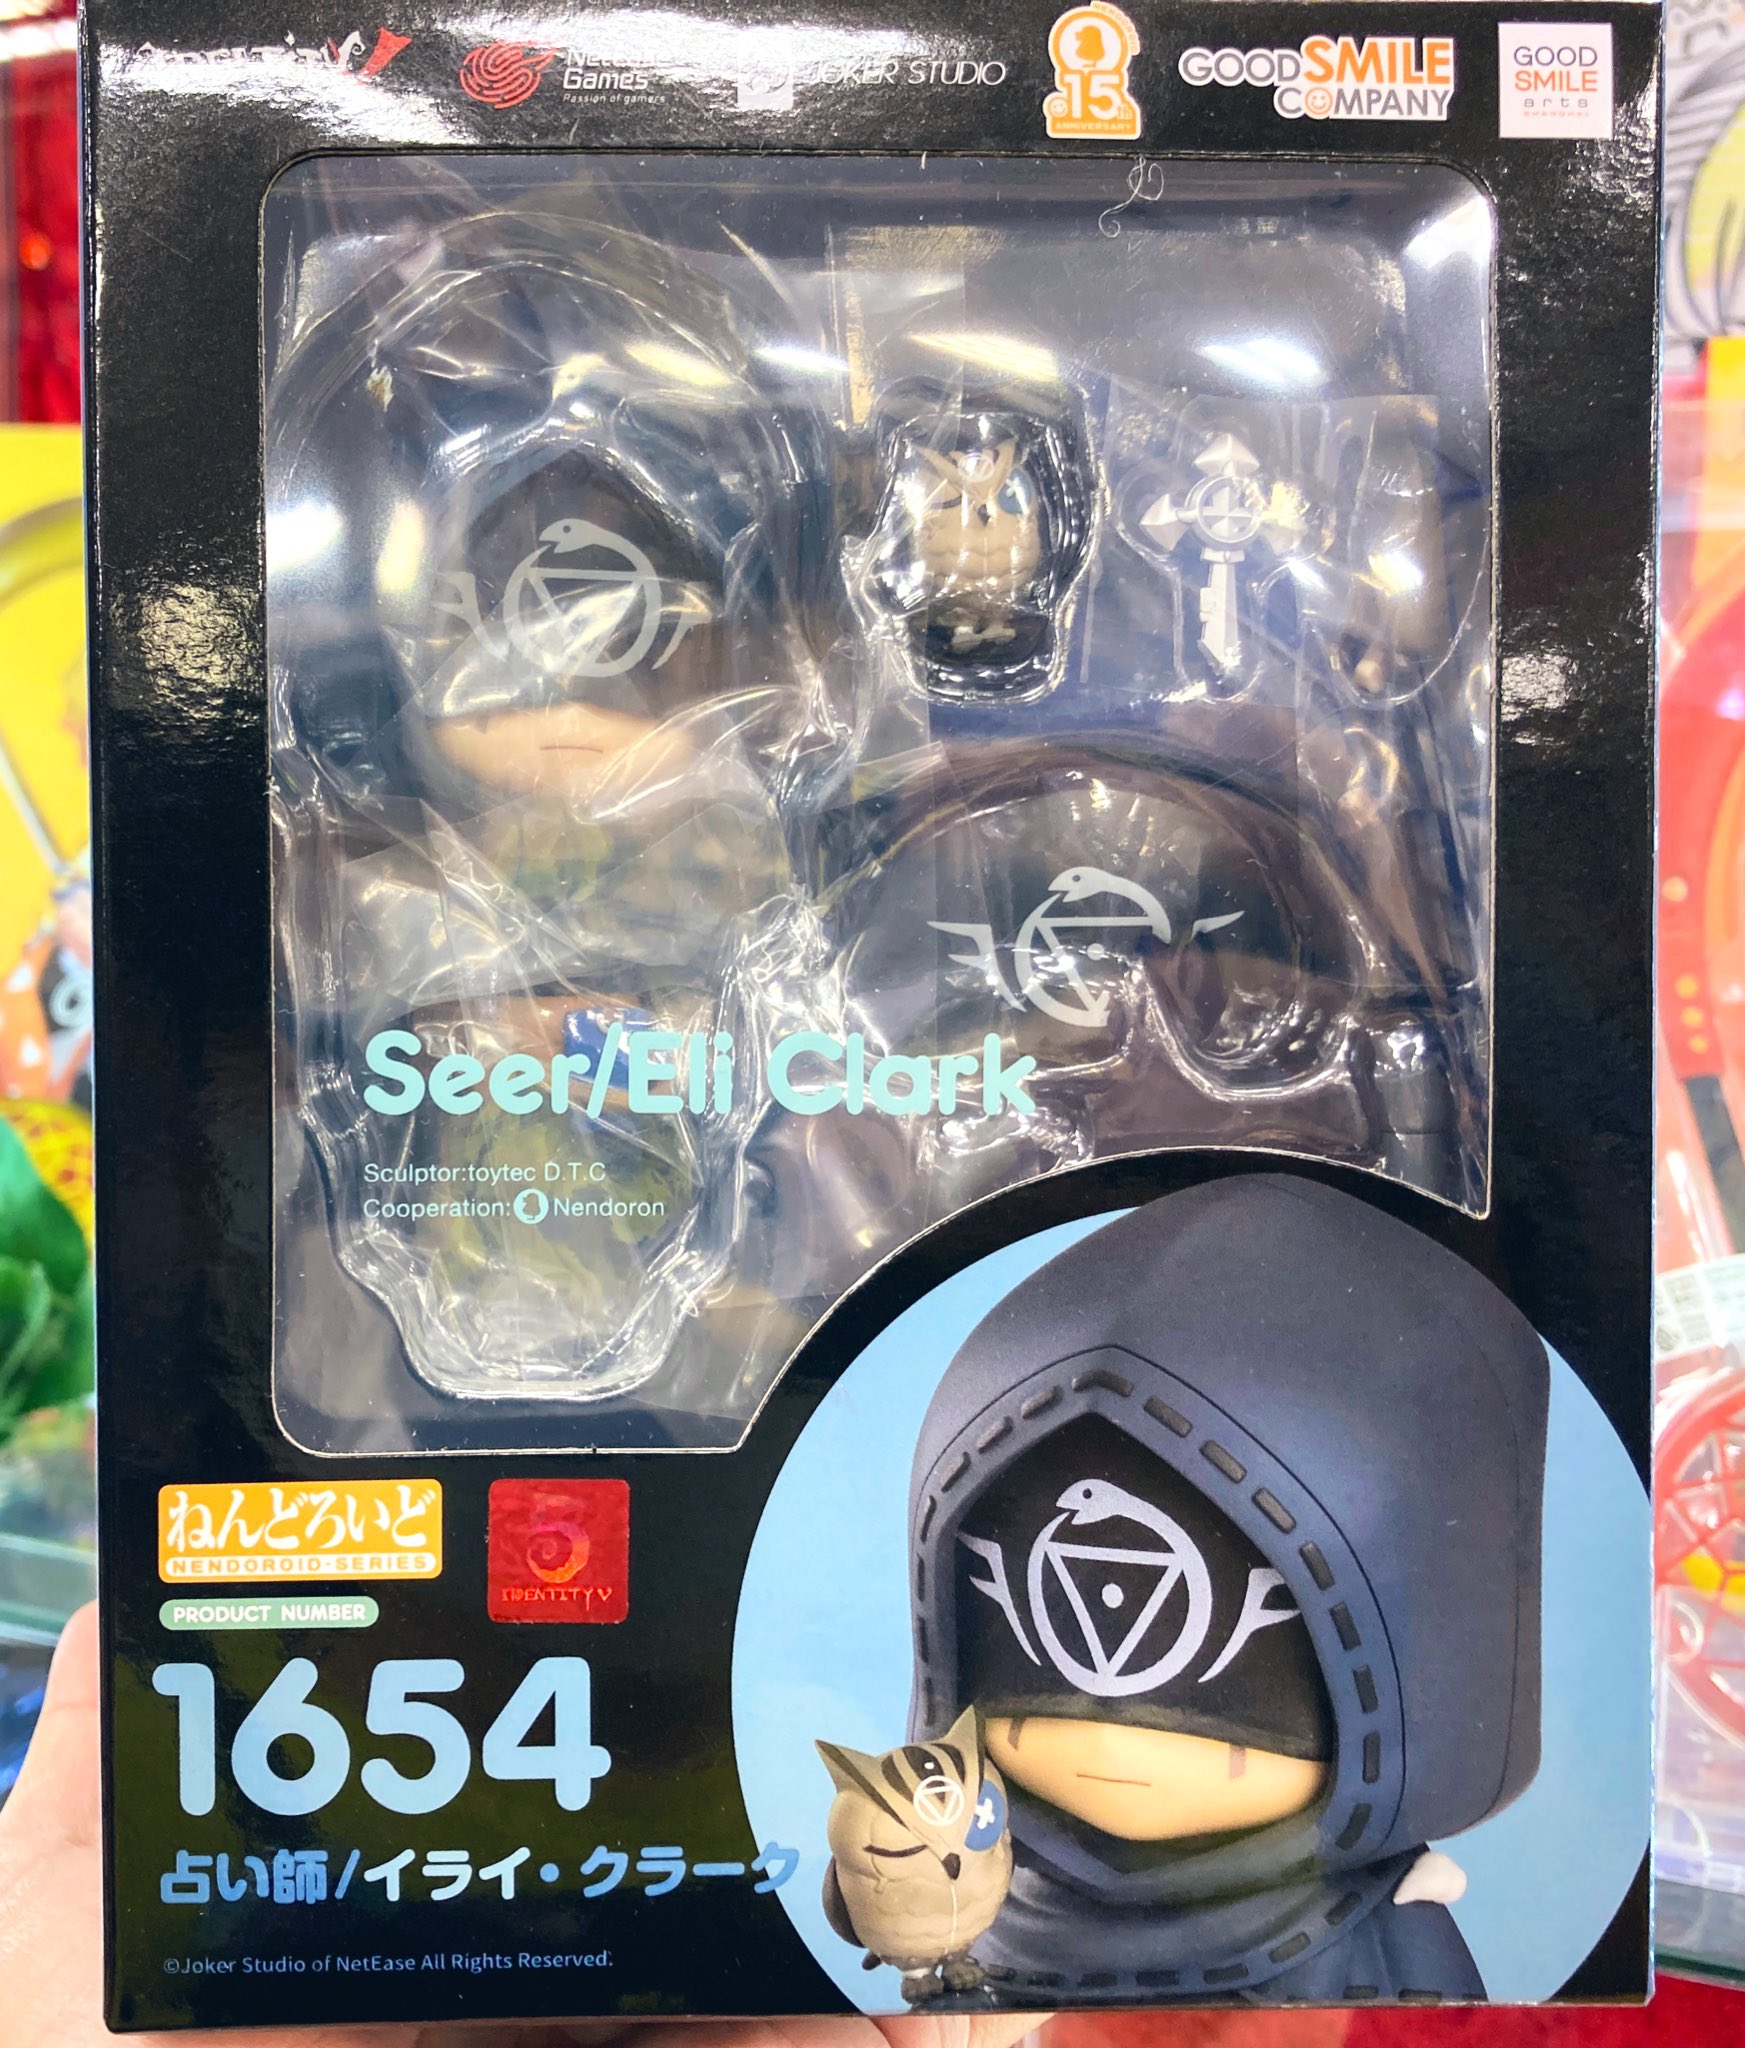 NetEase
Games
Passion of gamers
JOKER STUDIO
15th
ANNIVERSARY
GOOD SMILE
COMPANY
GOOD
SMILE
arts
SHANGHAI
Seer/Eli Clark
Sculptor:toytec D.T.C
Cooperation: Nendoron
ねんどろいど
NENDOROID·SERIES
IDENTITY V
PRODUCT NUMBER
1654
占い師/イライ・クラーク
©Joker Studio of NetEase All Rights Reserved.